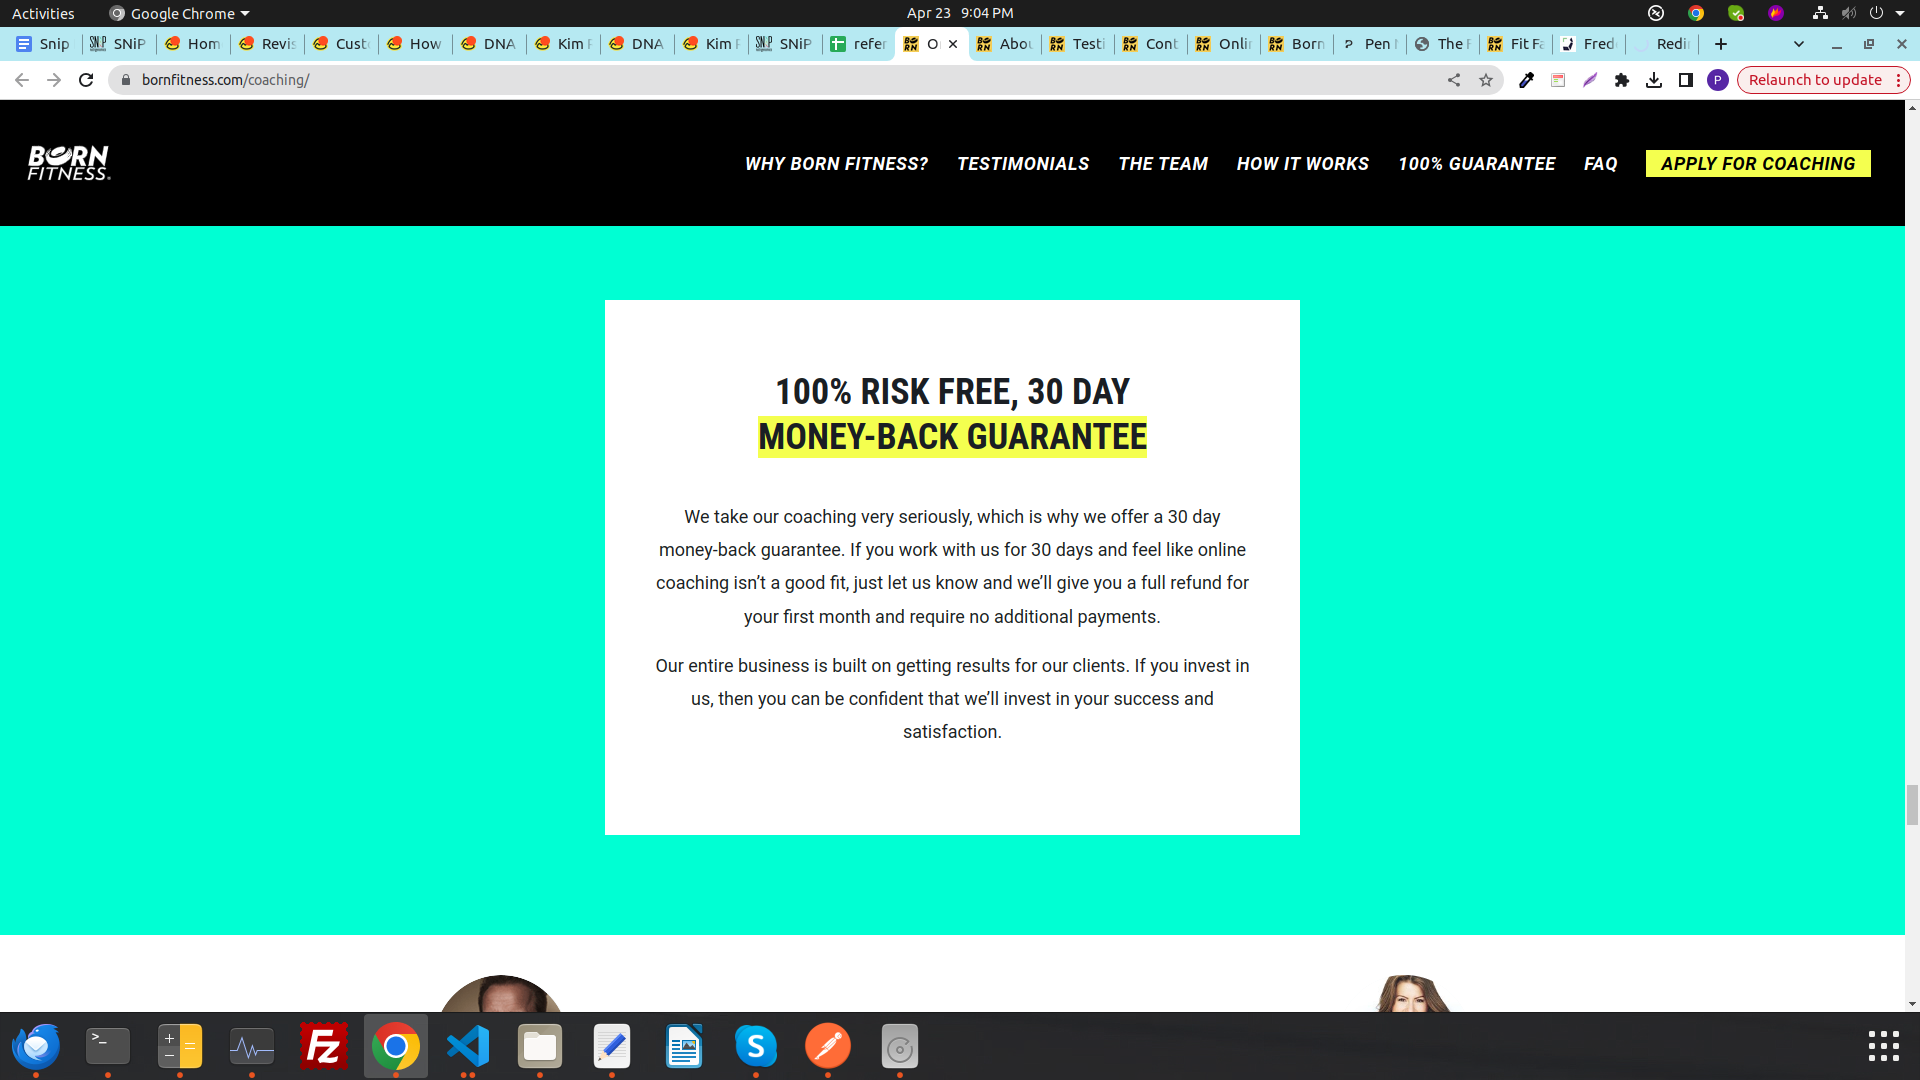 Activities
Google Chrome
Apr 23 9:04 PM
Snip
SNiP
Hom
Revis
Custo
How
DNA
Kim F
DNA
Kim F
SNiP
refer
O
Abou
Testi
Cont
Onlin
Born
Pen
The F
Fit Fa
Fred
Redir
bornfitness.com/coaching/
P
Relaunch to update
BORN
FITNESS
WHY BORN FITNESS?
TESTIMONIALS
THE TEAM
HOW IT WORKS
100% GUARANTEE
FAQ
APPLY FOR COACHING
100% RISK FREE, 30 DAY
MONEY-BACK GUARANTEE
We take our coaching very seriously, which is why we offer a 30 day
money-back guarantee. If you work with us for 30 days and feel like online
coaching isn’t a good fit, just let us know and we’ll give you a full refund for
your first month and require no additional payments.
Our entire business is built on getting results for our clients. If you invest in
us, then you can be confident that we’ll invest in your success and
satisfaction.